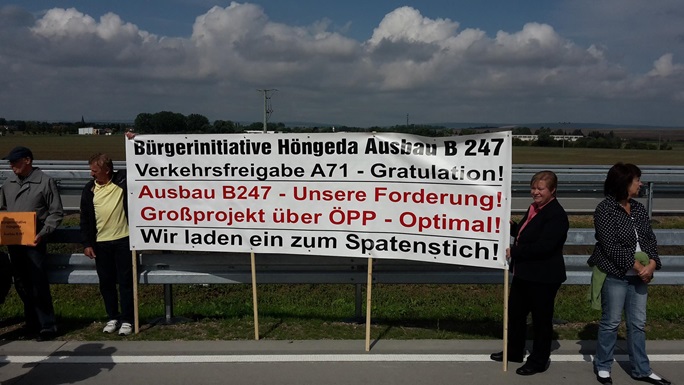 Bürgerinitiative Höngeda Ausbau B 247
Verkehrsfreigabe A71 - Gratulation!
Ausbau B247 - Unsere Forderung!
Großprojekt über ÖPP - Optimal!
Wir laden ein zum Spatenstich!